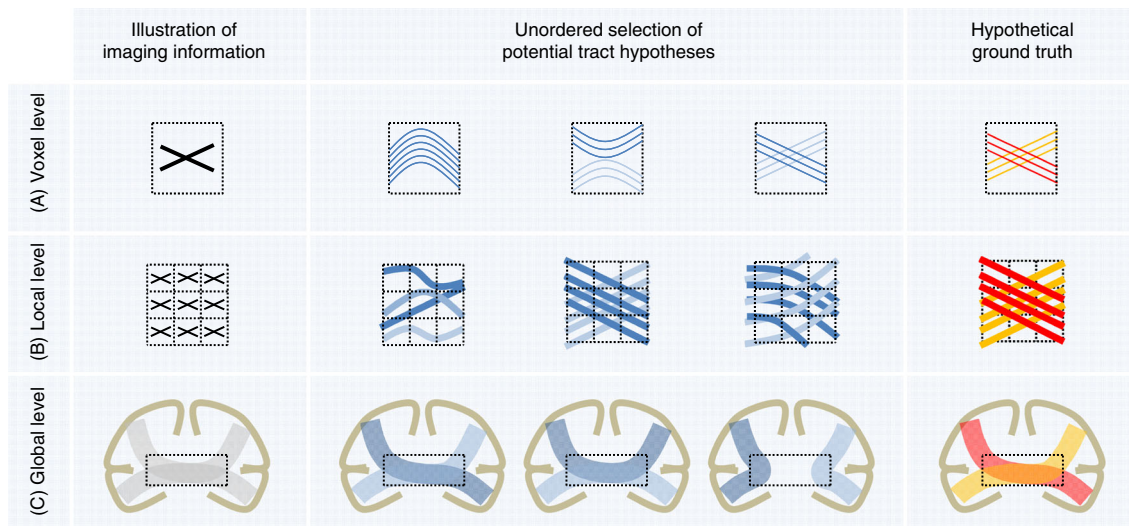 Illustration of
imaging information
Unordered selection of
potential tract hypotheses
Hypothetical
ground truth
(A) Voxel level
(B) Local level
(C) Global level